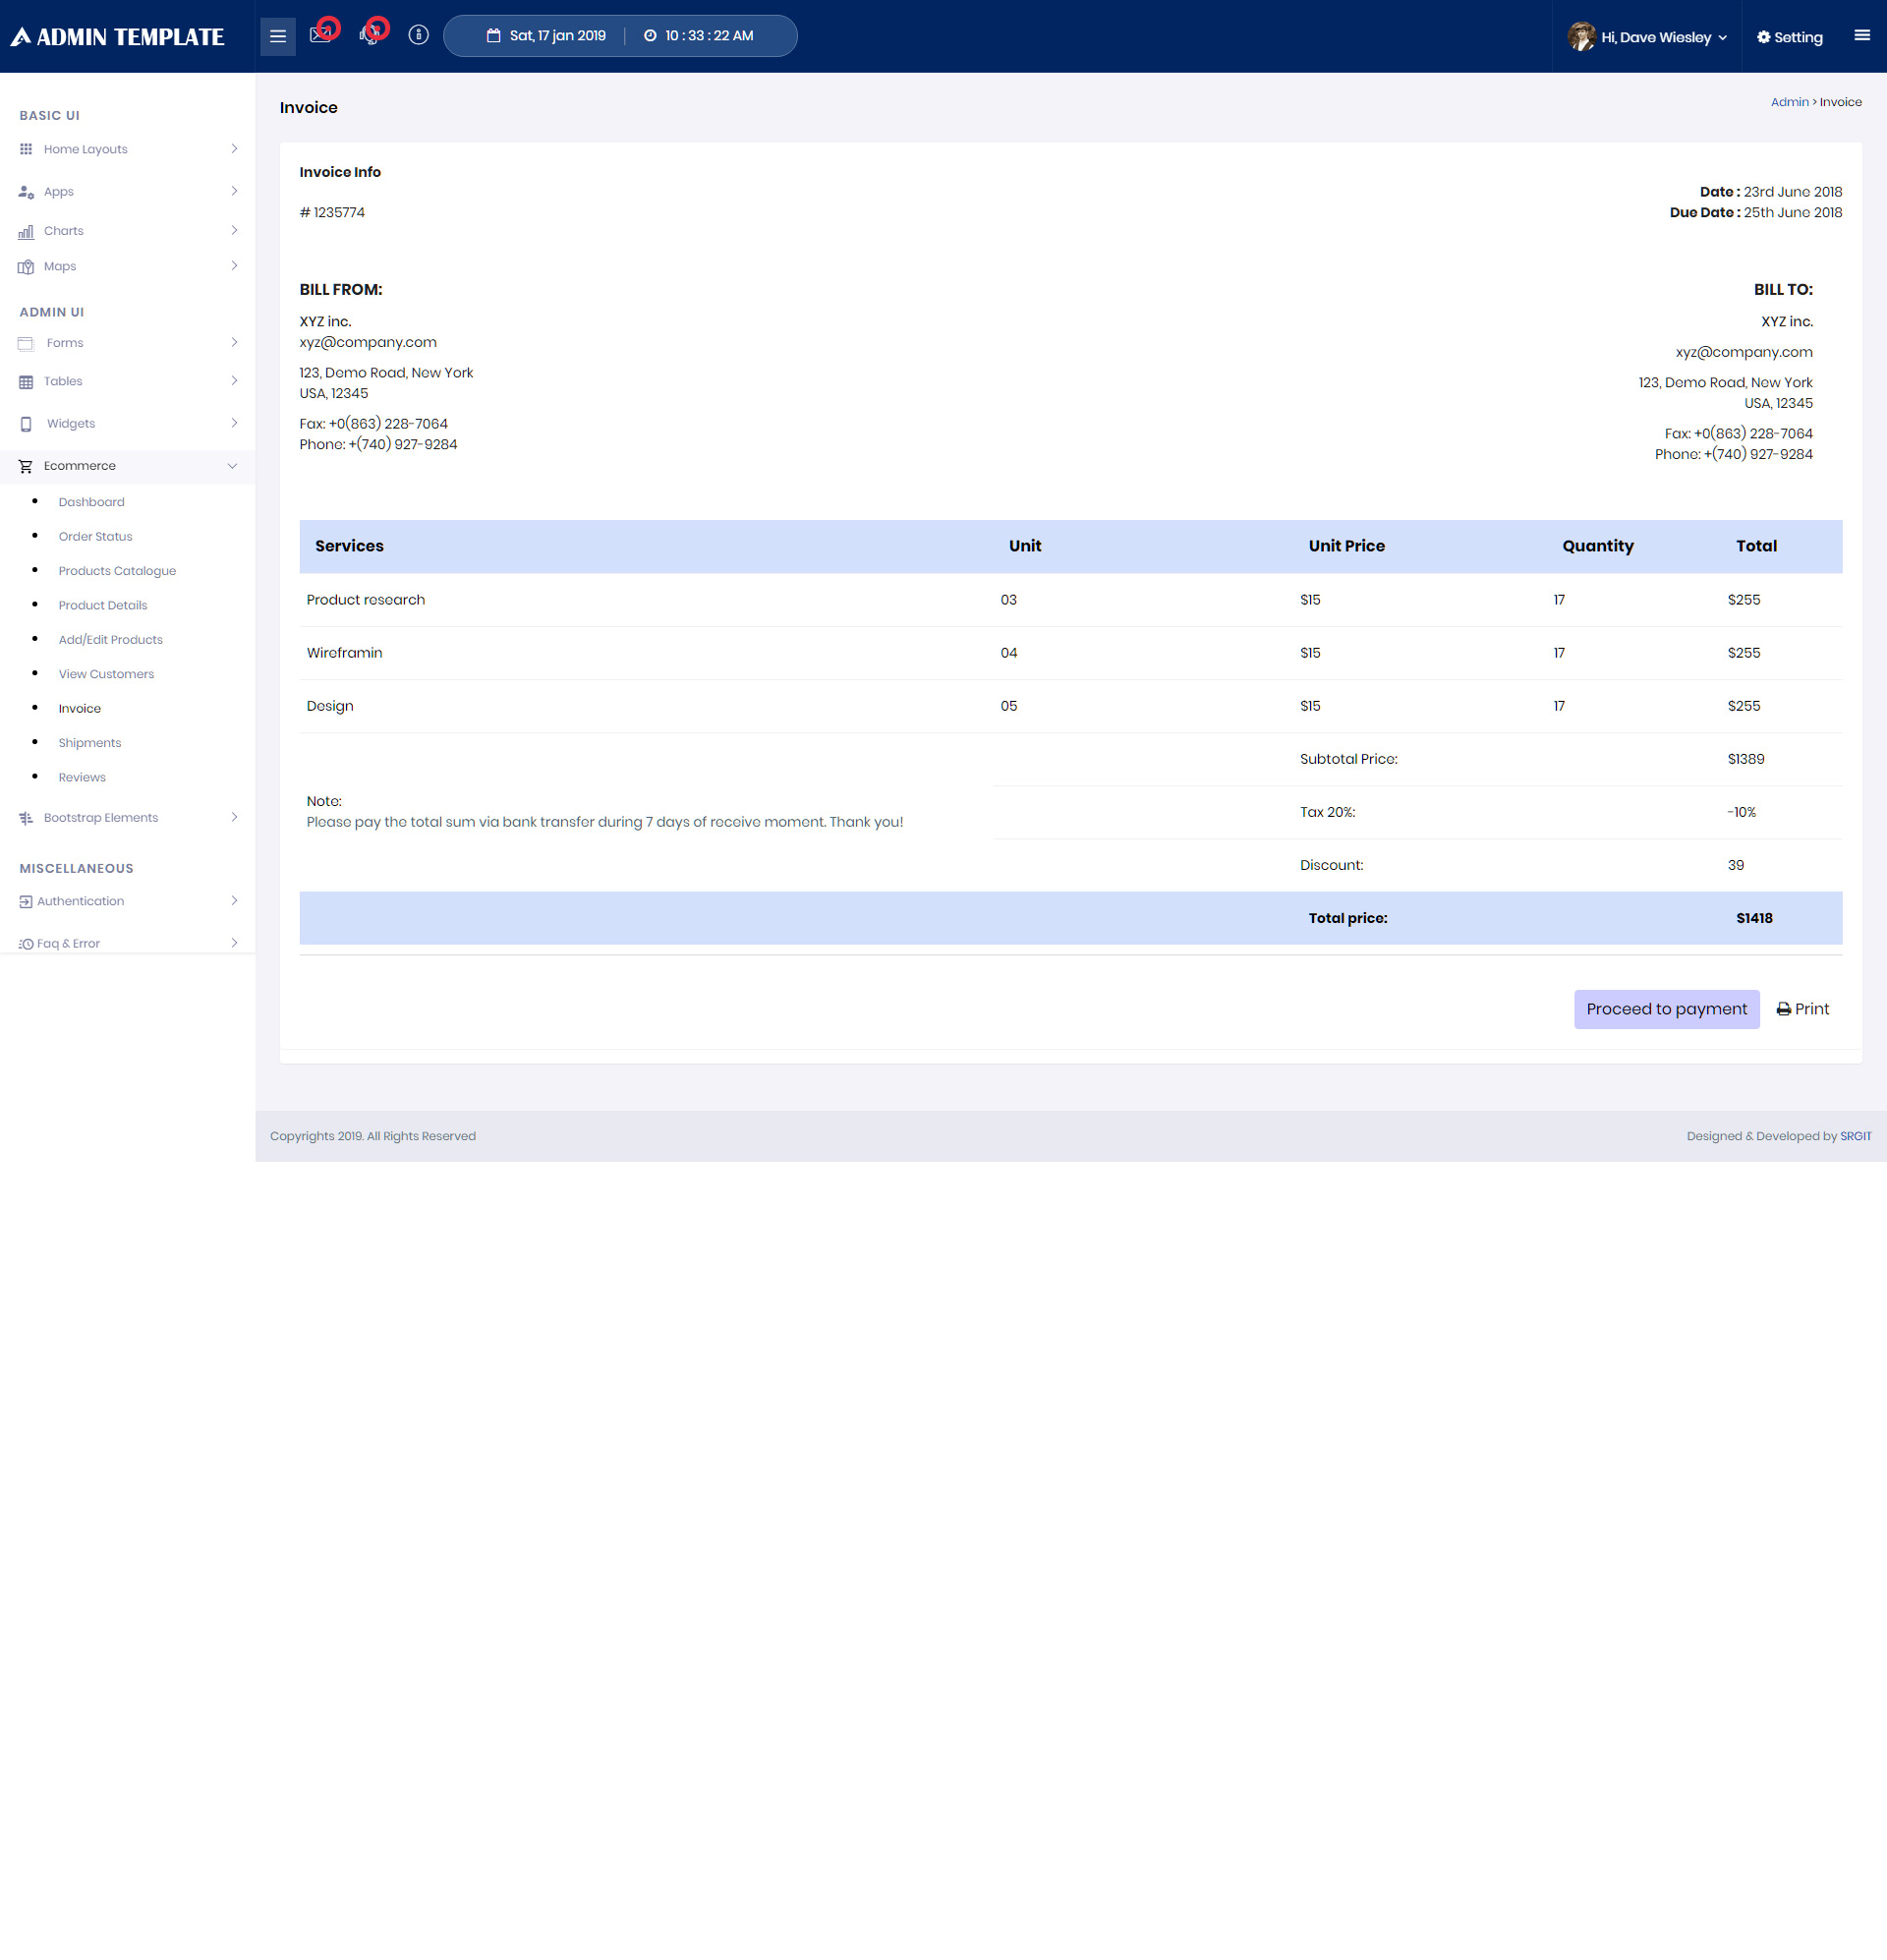 ADMIN TEMPLATE
Sat, 17 jan 2019
10 : 33 : 22 AM
Hi, Dave Wiesley
Setting
BASIC UI
Home Layouts
Apps
Charts
Maps
ADMIN UI
Forms
Tables
Widgets
Ecommerce
Dashboard
Order Status
Products Catalogue
Product Details
Add/Edit Products
View Customers
Invoice
Shipments
Reviews
Bootstrap Elements
MISCELLANEOUS
Authentication
Faq & Error
Invoice
Admin > Invoice
Invoice Info
# 1235774
Date : 23rd June 2018
Due Date : 25th June 2018
BILL FROM:
XYZ inc.
xyz@company.com
123, Demo Road, New York
USA, 12345
Fax: +0(863) 228-7064
Phone: +(740) 927-9284
BILL TO:
XYZ inc.
xyz@company.com
123, Demo Road, New York
USA, 12345
Fax: +0(863) 228-7064
Phone: +(740) 927-9284
Services Unit Unit Price Quantity Total
Product research 03 $15 17 $255
Wireframin 04 $15 17 $255
Design 05 $15 17 $255
Note:
Please pay the total sum via bank transfer during 7 days of receive moment. Thank you!
Subtotal Price: $1389
Tax 20%: -10%
Discount: 39
Total price: $1418
Proceed to payment
Print
Copyrights 2019. All Rights Reserved
Designed & Developed by SRGIT